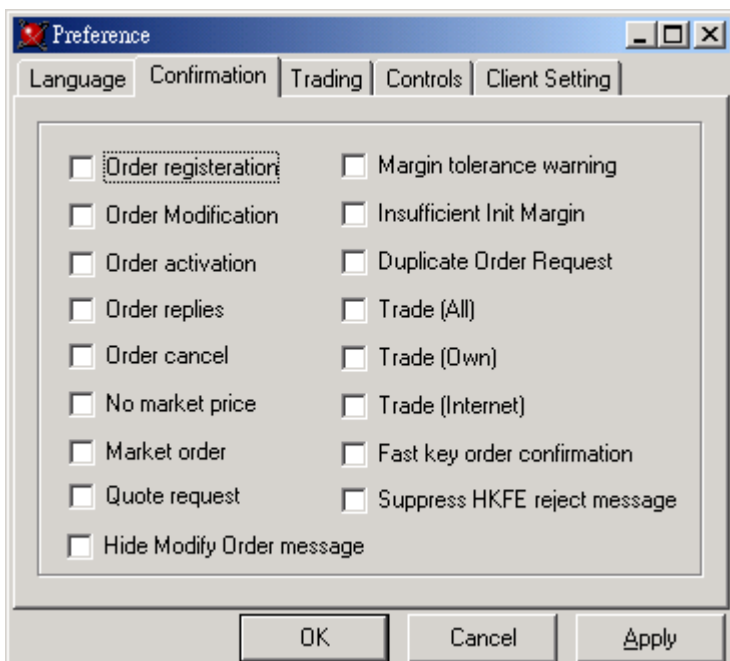 Preference
Language Confirmation Trading Controls Client Setting
Order registeration
Order Modification
Order activation
Order replies
Order cancel
No market price
Market order
Quote request
Hide Modify Order message
Margin tolerance warning
Insufficient Init Margin
Duplicate Order Request
Trade (All)
Trade (Own)
Trade (Internet)
Fast key order confirmation
Suppress HKFE reject message
OK Cancel Apply